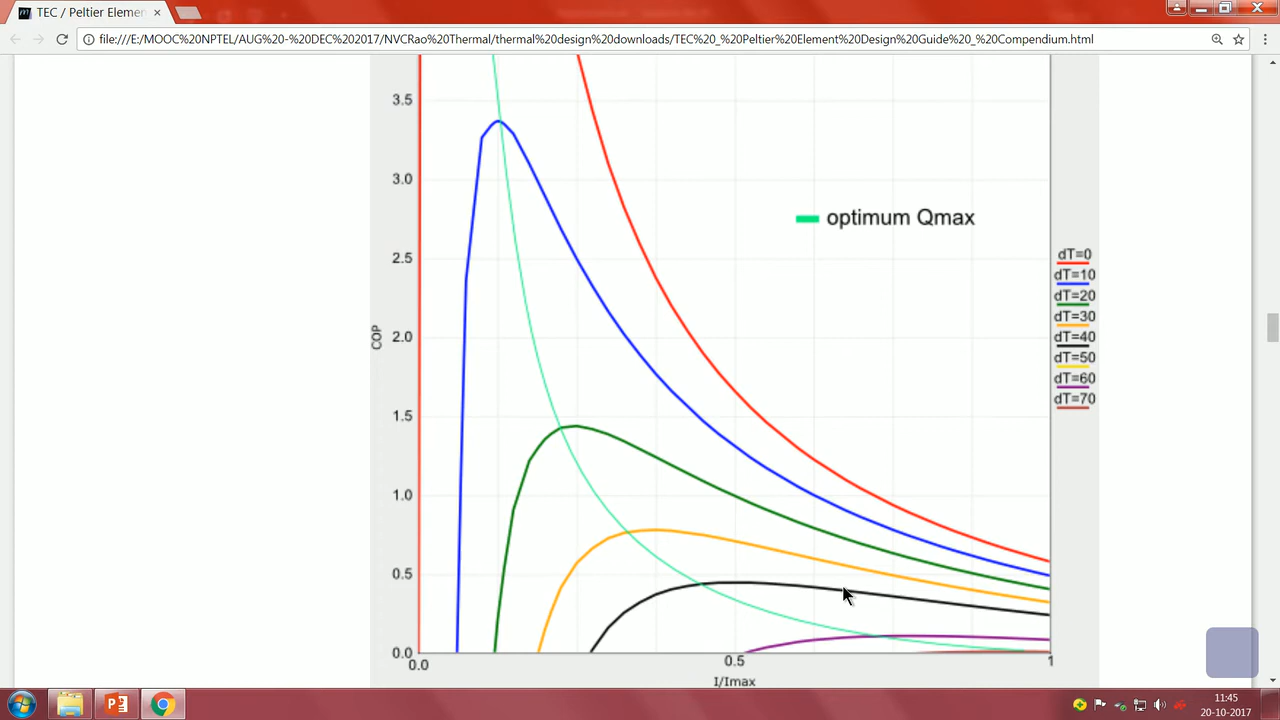 TEC / Peltier Elemen
file:///E:/MOOC%20NPTEL/AUG%20-%20DEC%202017/NVCRao%20Thermal/thermal%20design%20downloads/TEC%20_%20Peltier%20Element%20Design%20Guide%20_%20Compendium.html
3.5
3.0
optimum Qmax
2.5
dT=0
dT=10
dT=20
dT=30
2.0
COP
dT=40
dT=50
dT=60
dT=70
1.5
1.0
0.5
0.0
0.0
0.5
1
I/Imax
11:45
20-10-2017